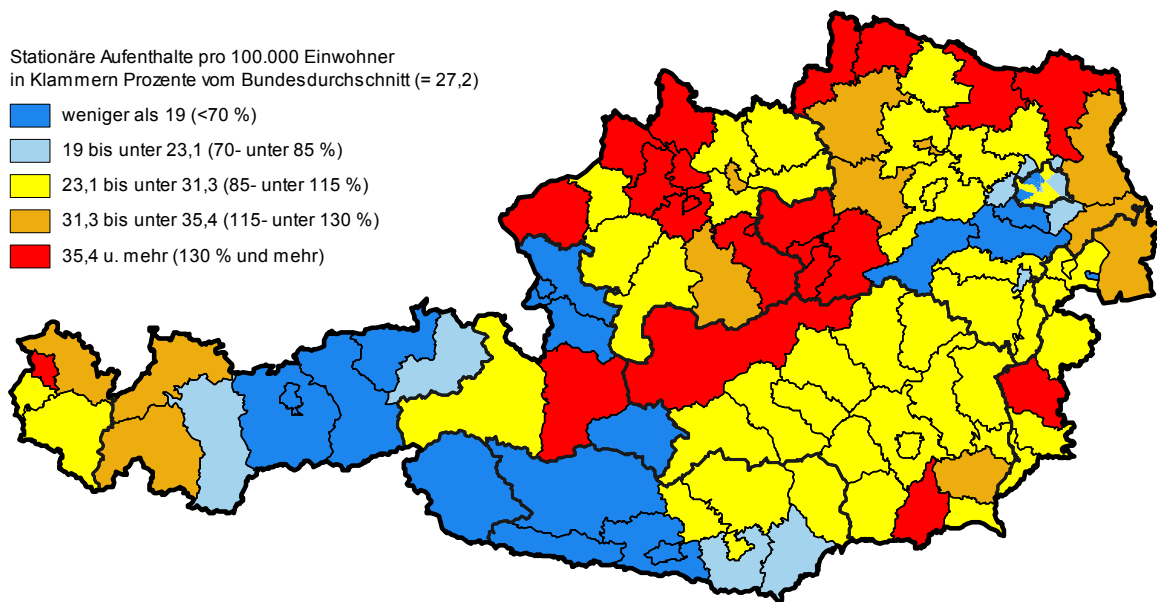 Stationäre Aufenthalte pro 100.000 Einwohner
in Klammern Prozente vom Bundesdurchschnitt (= 27,2)
weniger als 19 (<70 %)
19 bis unter 23,1 (70- unter 85 %)
23,1 bis unter 31,3 (85- unter 115 %)
31,3 bis unter 35,4 (115- unter 130 %)
35,4 u. mehr (130 % und mehr)